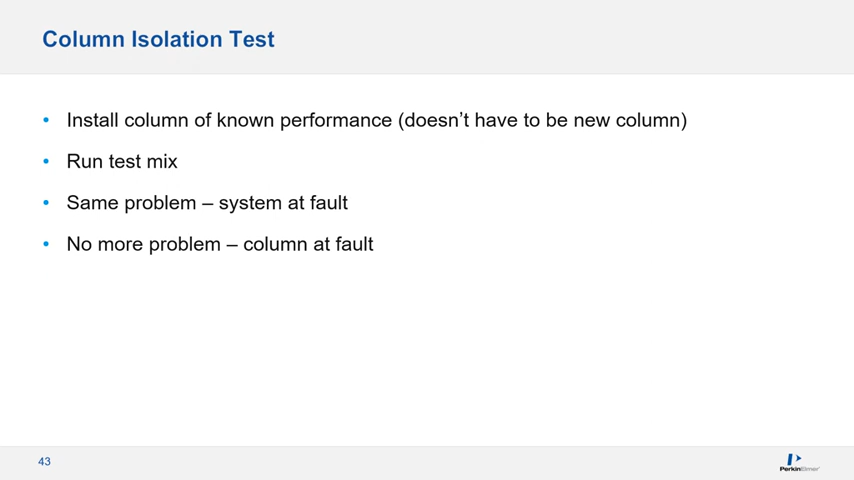 Column Isolation Test
• Install column of known performance (doesn’t have to be new column)
• Run test mix
• Same problem – system at fault
• No more problem – column at fault
43
PerkinElmer